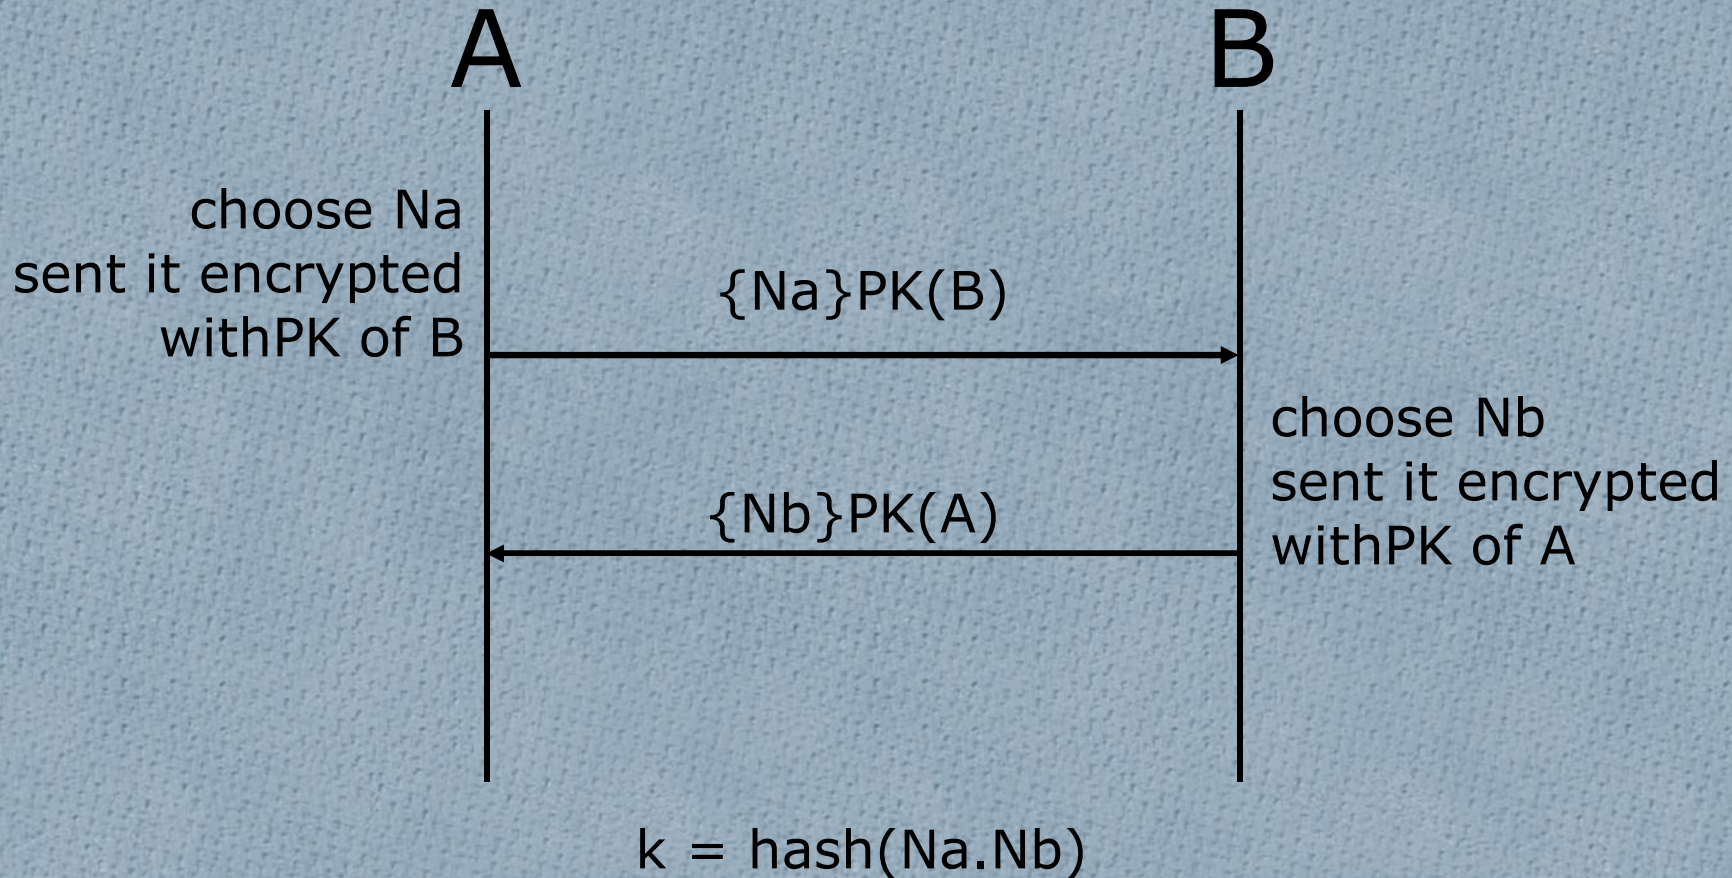 A
B
choose Na
sent it encrypted
withPK of B
{Na}PK(B)
choose Nb
sent it encrypted
withPK of A
{Nb}PK(A)
k = hash(Na.Nb)